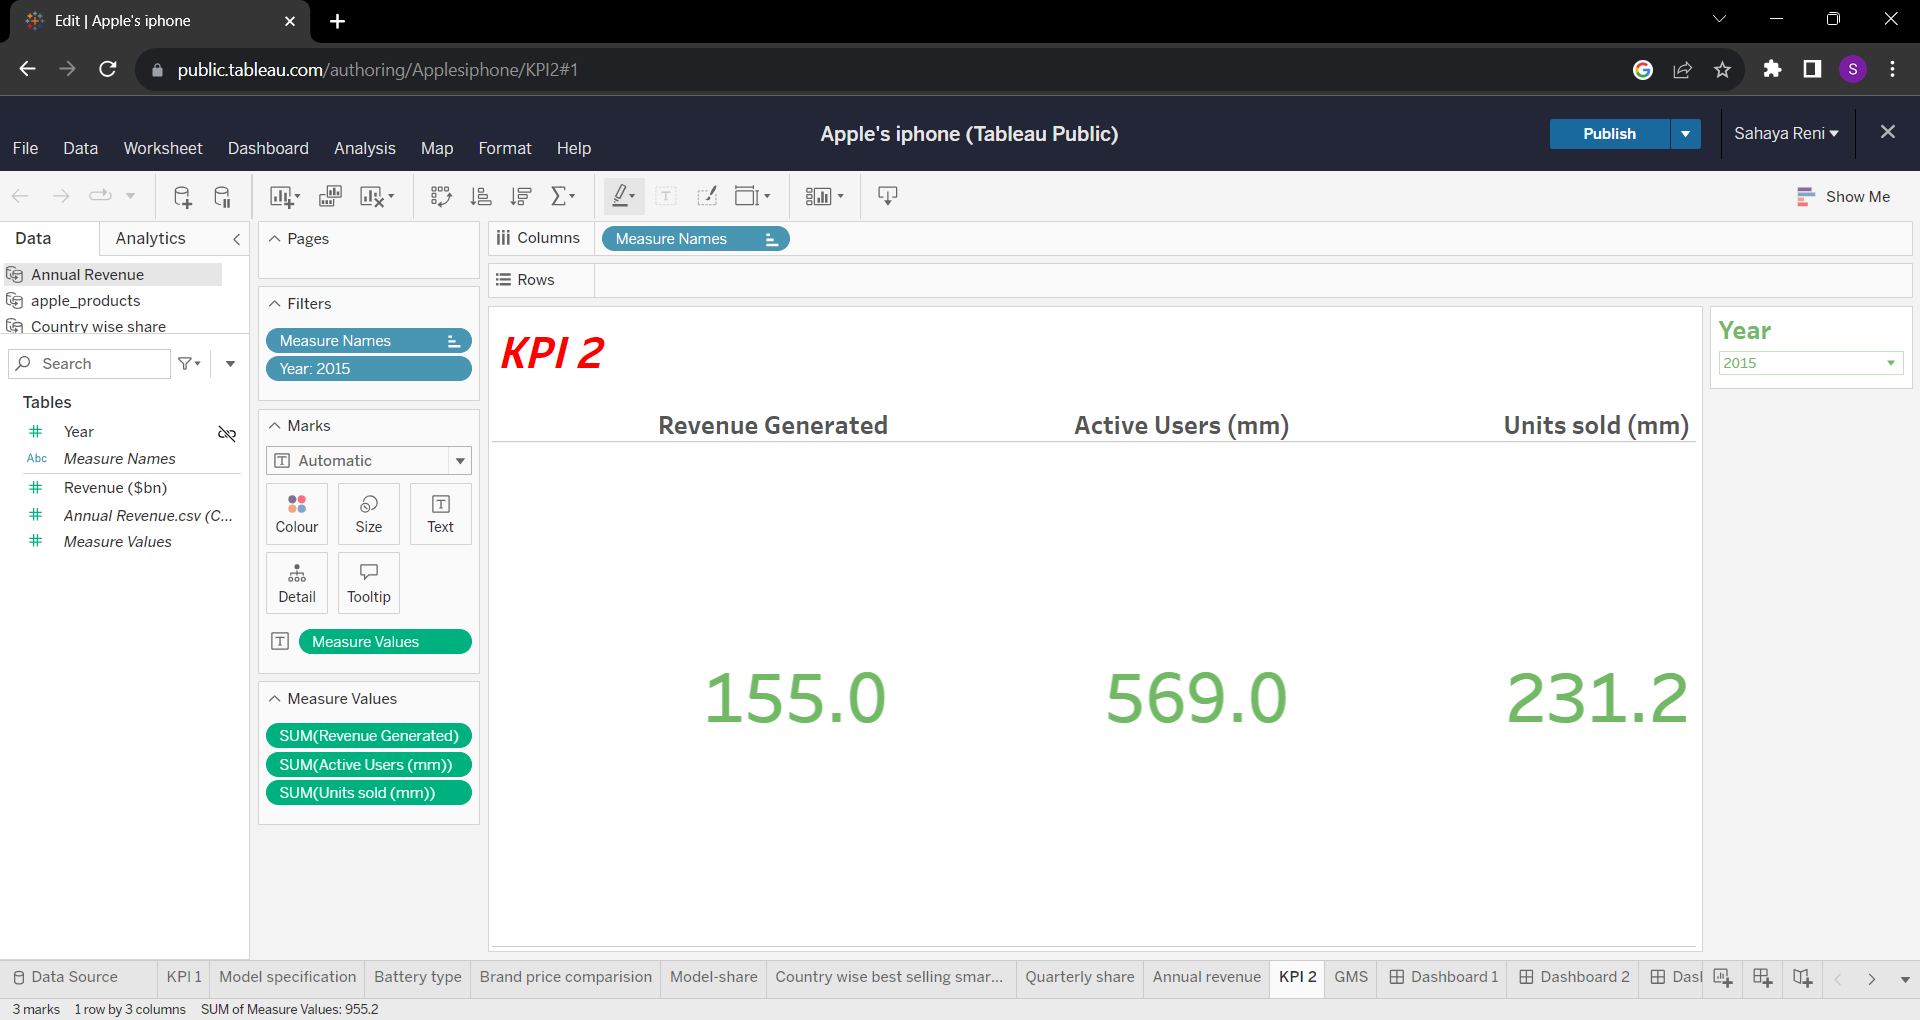 Edit | Apple's iphone
public.tableau.com/authoring/Applesiphone/KPI2#1
S
Apple's iphone (Tableau Public)
File Data Worksheet Dashboard Analysis Map Format Help
Publish
Sahaya Reni
Show Me
Data Analytics
Annual Revenue
apple_products
Country wise share
Search
Tables
Year
Abc Measure Names
Revenue ($bn)
Annual Revenue.csv (C...
Measure Values
Pages
Filters
Measure Names
Year: 2015
Marks
Automatic
Colour Size Text
Detail Tooltip
Measure Values
Measure Values
SUM(Revenue Generated)
SUM(Active Users (mm))
SUM(Units sold (mm))
Columns Measure Names
Rows
KPI 2
Revenue Generated Active Users (mm) Units sold (mm)
155.0 569.0 231.2
Year
2015
Data Source KPI 1 Model specification Battery type Brand price comparision Model-share Country wise best selling smar... Quarterly share Annual revenue KPI 2 GMS Dashboard 1 Dashboard 2 Dasl
3 marks 1 row by 3 columns SUM of Measure Values: 955.2